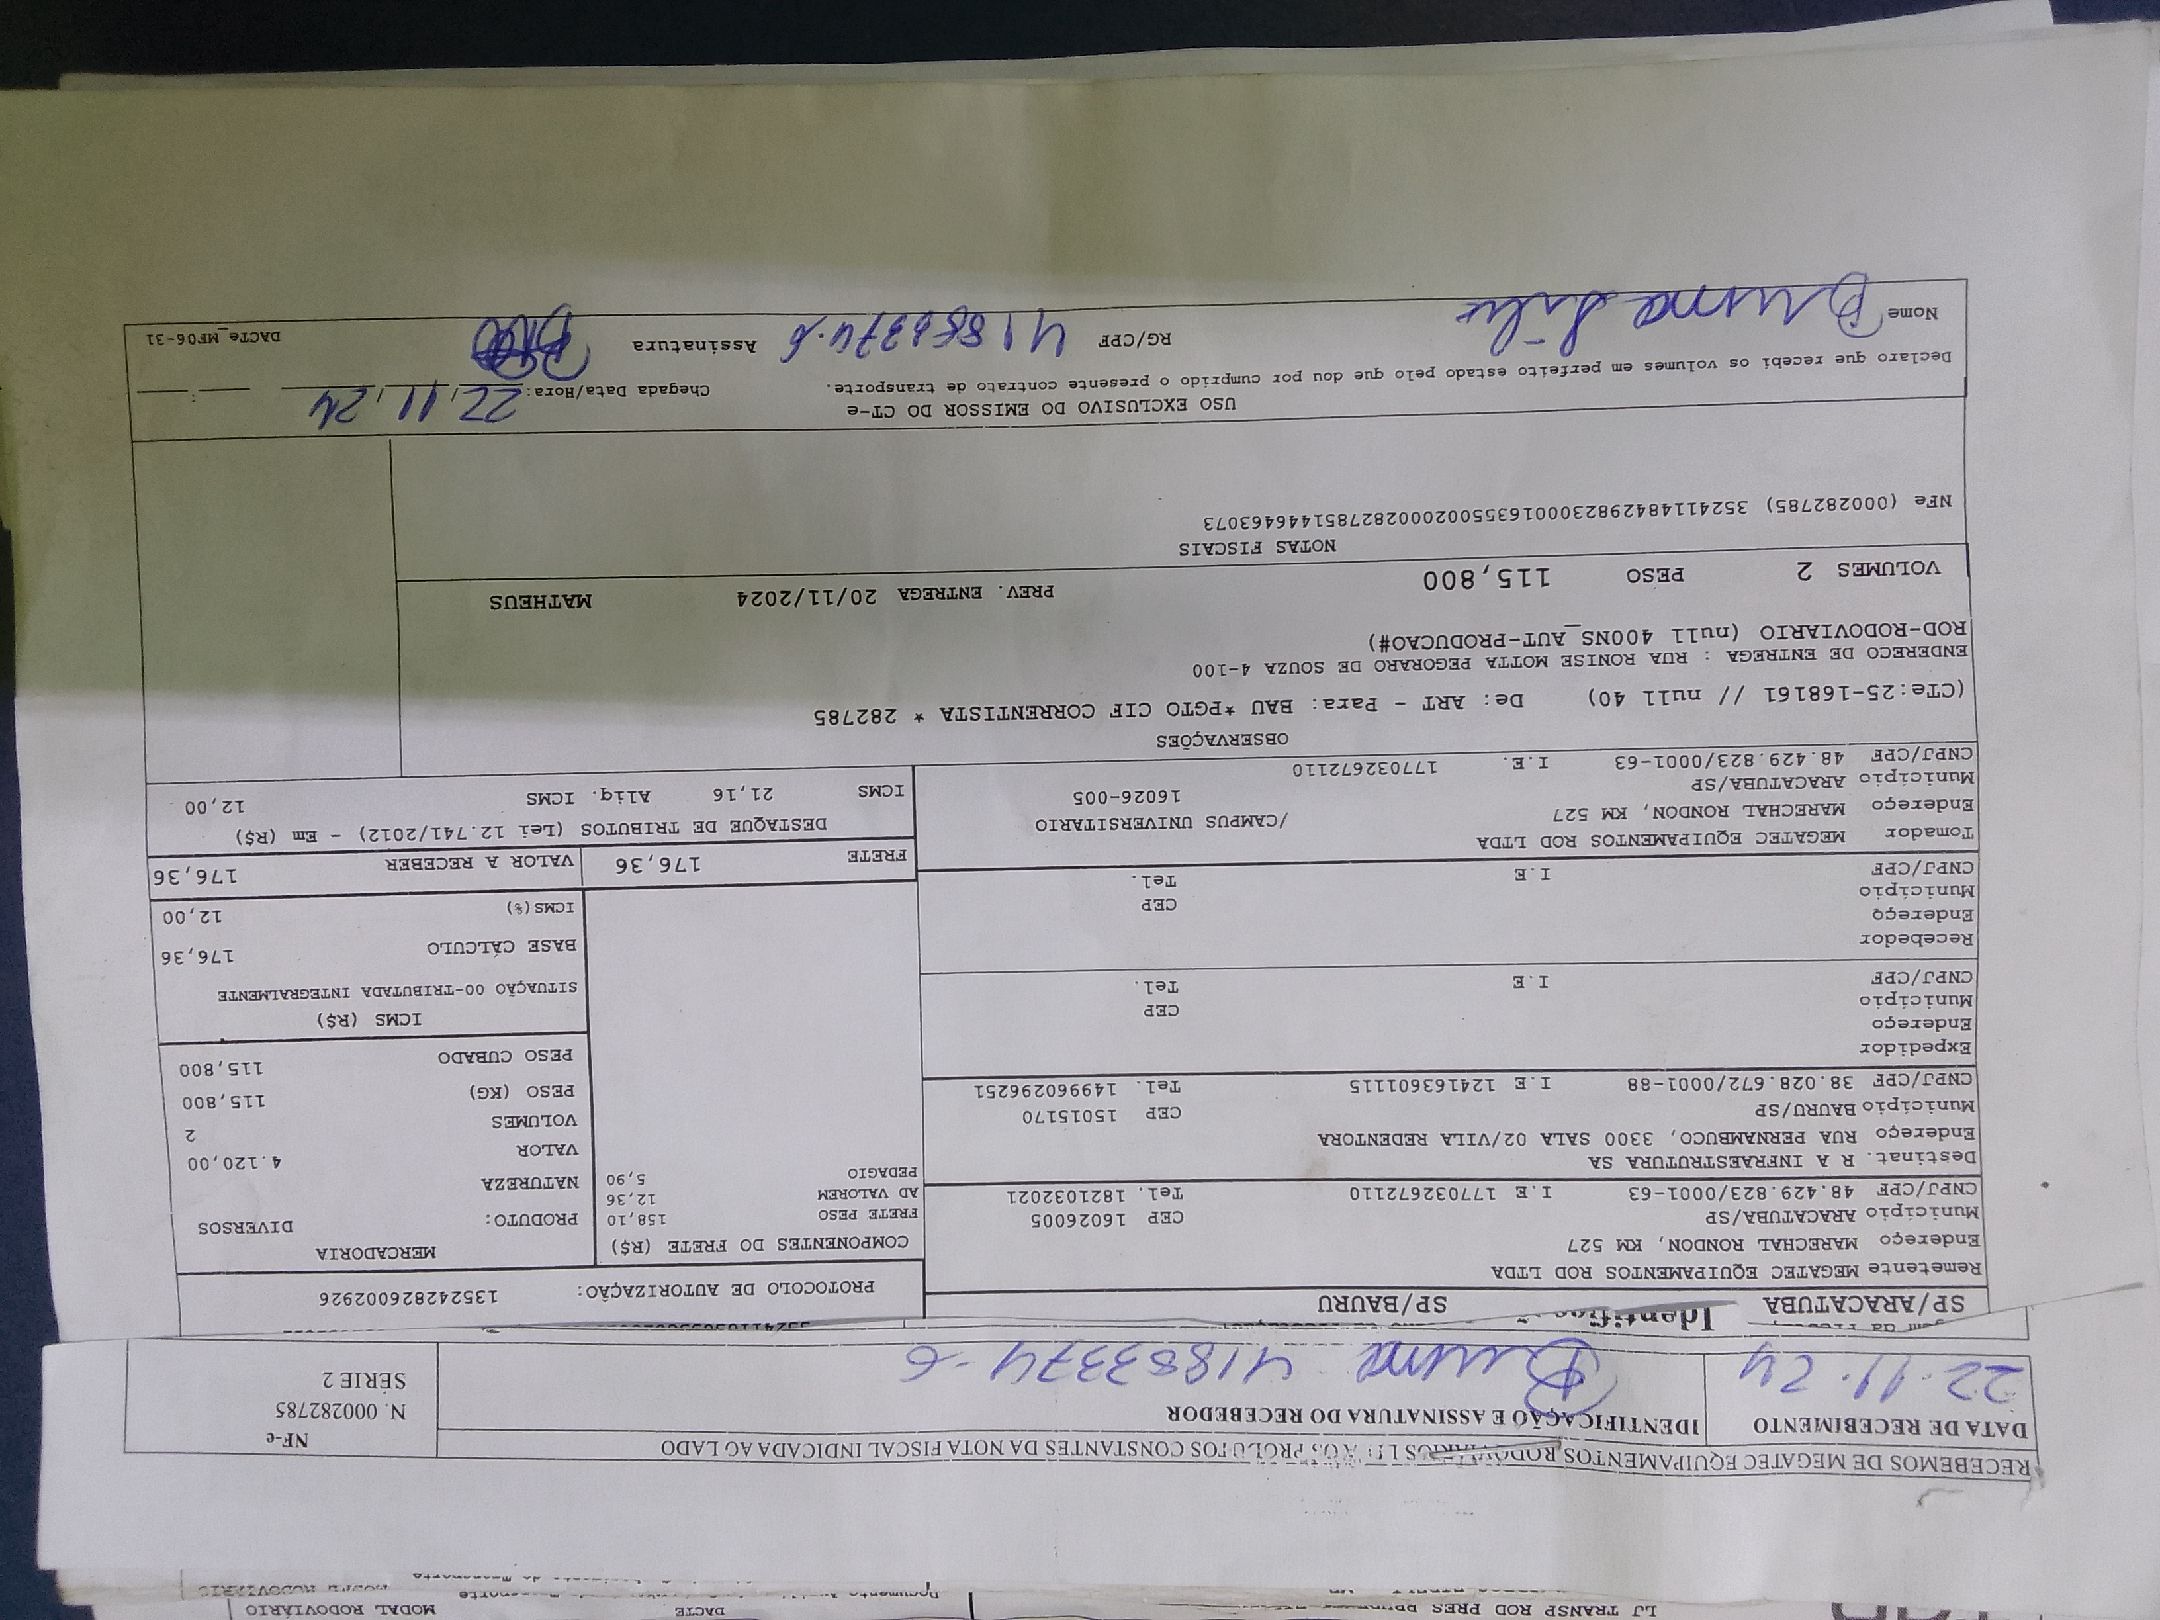 RECEBEMOS DE MEGATEC EQUIPAMENTOS RODOVIÁRIOS OS PRODUTOS CONSTANTES DA NOTA FISCAL INDICADA AO LADO
NF-e
N. 000282785
SÉRIE 2
DATA DE RECEBIMENTO
22.11.24
IDENTIFICAÇÃO E ASSINATURA DO RECEBEDOR
Bruna 41853374-6
SP/ARACATUBA
SP/BAURU
Remetente MEGATEC EQUIPAMENTOS ROD LTDA
Endereço MARECHAL RONDON, KM 527
Município ARACATUBA/SP CEP 16026005
CNPJ/CPF 48.429.823/0001-63 I.E 177032672110 Tel. 1821032021
Destinat. R A INFRAESTRUTURA SA
Endereço RUA PERNAMBUCO, 3300 SALA 02/VILA REDENTORA
Município BAURU/SP CEP 15015170
CNPJ/CPF 38.028.672/0001-88 I.E 124163601115 Tel. 149960296251
Expedidor
Endereço
Município CEP
CNPJ/CPF I.E Tel.
Recebedor
Endereço
Município CEP
CNPJ/CPF I.E Tel.
Tomador MEGATEC EQUIPAMENTOS ROD LTDA
Endereço MARECHAL RONDON, KM 527 /CAMPUS UNIVERSITARIO
Município ARACATUBA/SP 16026-005
CNPJ/CPF 48.429.823/0001-63 I.E. 177032672110
PROTOCOLO DE AUTORIZAÇÃO: 135242826002926
COMPONENTES DO FRETE (R$)
FRETE PESO 158,10
AD VALOREM 12,36
PEDAGIO 5,90
MERCADORIA
PRODUTO: DIVERSOS
NATUREZA
VALOR 4.120,00
VOLUMES 2
PESO (KG) 115,800
PESO CUBADO 115,800
ICMS (R$)
SITUAÇÃO 00-TRIBUTADA INTEGRALMENTE
BASE CÁLCULO 176,36
ICMS(%) 12,00
FRETE 176,36 VALOR A RECEBER 176,36
DESTAQUE DE TRIBUTOS (Lei 12.741/2012) - Em (R$)
ICMS 21,16 Aliq. ICMS 12,00
OBSERVAÇÕES
(CTe:25-168161 // null 40) De: ART - Para: BAU *PGTO CIF CORRENTISTA * 282785
ENDERECO DE ENTREGA : RUA RONISE MOTTA PEGORARO DE SOUZA 4-100
ROD-RODOVIARIO (null 400NS_AUT-PRODUCAO#)
VOLUMES 2 PESO 115,800 PREV. ENTREGA 20/11/2024 MATHEUS
NOTAS FISCAIS
NFe (000282785) 35241148429823000163550020002827851446463073
USO EXCLUSIVO DO EMISSOR DO CT-e
Declaro que recebi os volumes em perfeito estado pelo que dou por cumprido o presente contrato de transporte.
Chegada Data/Hora: 22, 11, 24
Nome Bruna
RG/CPF 41853374-6 Assinatura
DACTe_MF06-31
LJ TRANSP ROD PRES
DACTE
MODAL RODOVIÁRIO